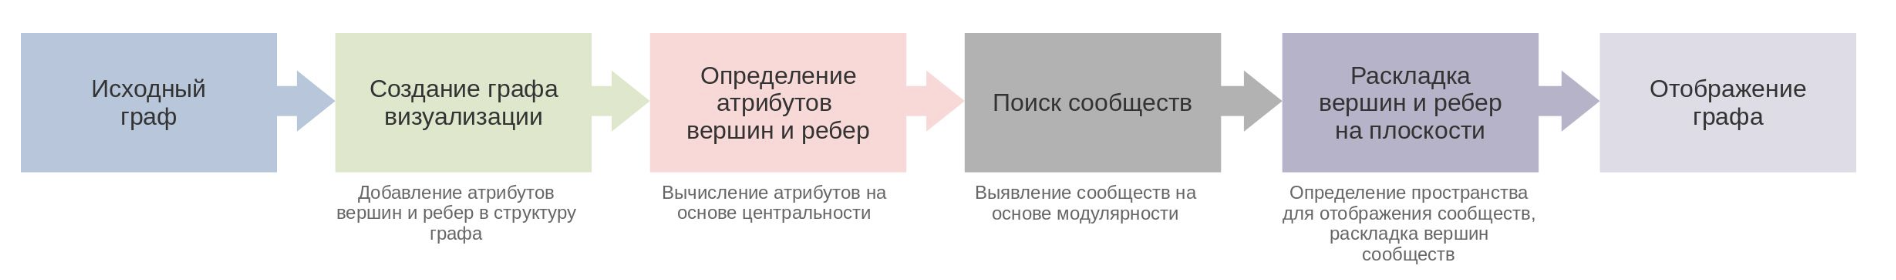 Исходный
граф
Создание графа
визуализации
Добавление атрибутов
вершин и ребер в структуру
графа
Определение
атрибутов
вершин и ребер
Вычисление атрибутов на
основе центральности
Поиск сообществ
Выявление сообществ на
основе модулярности
Раскладка
вершин и ребер
на плоскости
Определение пространства
для отображения сообществ,
раскладка вершин
сообществ
Отображение
графа